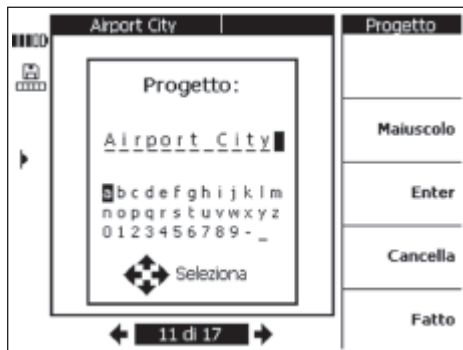 Airport City
Progetto
Progetto:
Airport_City
Maiuscolo
abcdefghijklm
nopqrstuvwxyz
0123456789-_
Enter
Seleziona
Cancella
11 di 17
Fatto